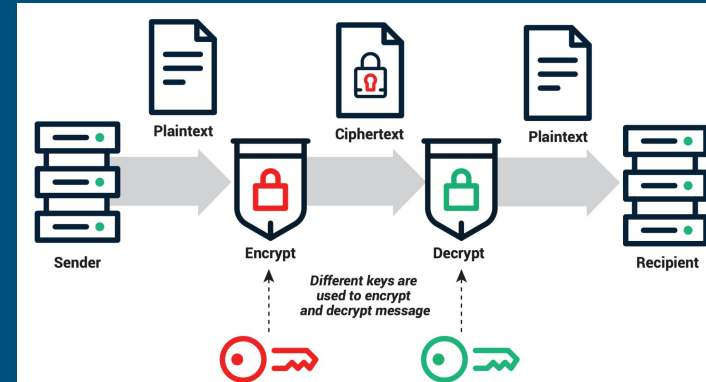 Plaintext
Ciphertext
Plaintext
Sender
Encrypt
Decrypt
Recipient
Different keys are
used to encrypt
and decrypt message